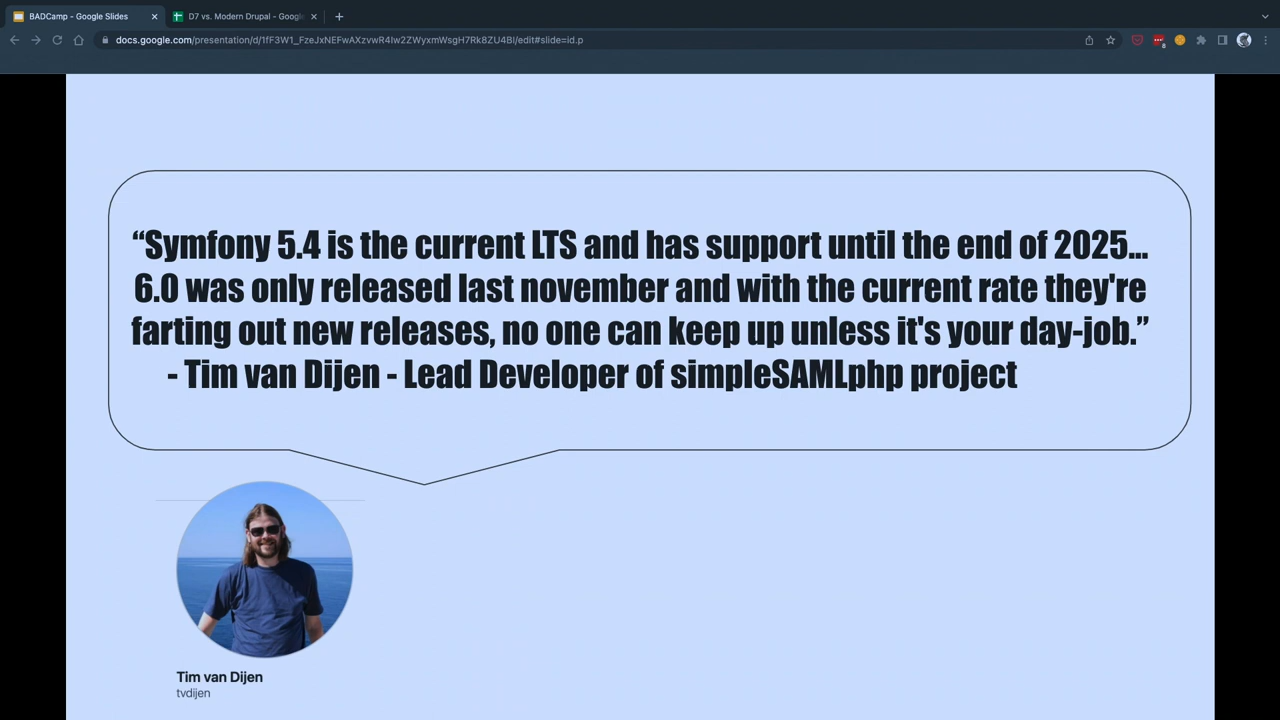 BADCamp - Google Slides
D7 vs. Modern Drupal - Google
docs.google.com/presentation/d/1fF3W1_FzeJxNEFwAXzvwR4Iw2ZWyxmWsgH7Rk8ZU4BI/edit#slide=id.p
“Symfony 5.4 is the current LTS and has support until the end of 2025...
6.0 was only released last november and with the current rate they're
farting out new releases, no one can keep up unless it's your day-job.”
- Tim van Dijen - Lead Developer of simpleSAMLphp project
Tim van Dijen
tvdijen